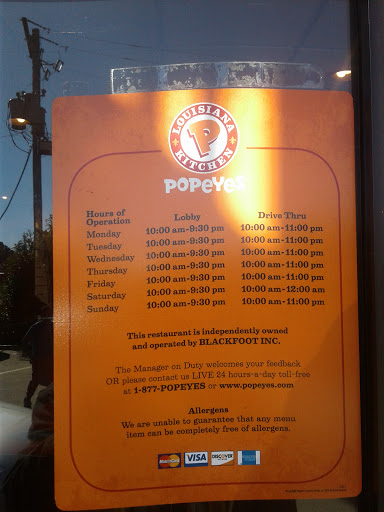 LOUISIANA
P
KITCHEN
POPEYES
Hours of Operation Lobby Drive Thru
Monday 10:00 am-9:30 pm 10:00 am-11:00 pm
Tuesday 10:00 am-9:30 pm 10:00 am-11:00 pm
Wednesday 10:00 am-9:30 pm 10:00 am-11:00 pm
Thursday 10:00 am-9:30 pm 10:00 am-11:00 pm
Friday 10:00 am-9:30 pm 10:00 am-11:00 pm
Saturday 10:00 am-9:30 pm 10:00 am-12:00 am
Sunday 10:00 am-9:30 pm 10:00 am-11:00 pm
This restaurant is independently owned
and operated by BLACKFOOT INC.
The Manager on Duty welcomes your feedback
OR please contact us LIVE 24 hours-a-day toll-free
at 1-877-POPEYES or www.popeyes.com
Allergens
We are unable to guarantee that any menu
item can be completely free of allergens.
MasterCard VISA DISCOVER